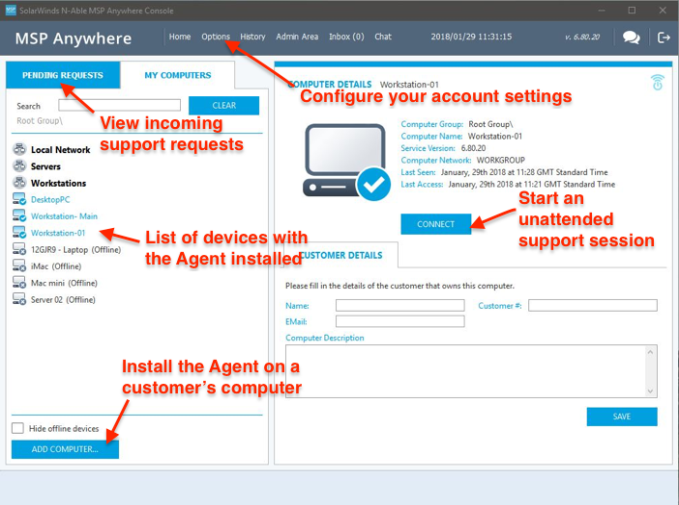 SolarWinds N-Able MSP Anywhere Console
MSP Anywhere
Home Options History Admin Area Inbox (0) Chat
2018/01/29 11:31:15
v. 6.80.20
PENDING REQUESTS
MY COMPUTERS
Search
CLEAR
Root Group\
View incoming
support requests
Local Network
Servers
Workstations
DesktopPC
Workstation- Main
Workstation-01
12GJR9 - Laptop (Offline)
iMac (Offline)
Mac mini (Offline)
Server 02 (Offline)
List of devices with
the Agent installed
Install the Agent on a
customer's computer
Hide offline devices
ADD COMPUTER...
COMPUTER DETAILS Workstation-01
Configure your account settings
Computer Group: Root Group\
Computer Name: Workstation-01
Service Version: 6.80.20
Computer Network: WORKGROUP
Last Seen: January, 29th 2018 at 11:28 GMT Standard Time
Last Access: January, 29th 2018 at 11:21 GMT Standard Time
CONNECT
Start an
unattended
support session
CUSTOMER DETAILS
Please fill in the details of the customer that owns this computer.
Name:
Customer #:
EMail:
Computer Description
SAVE